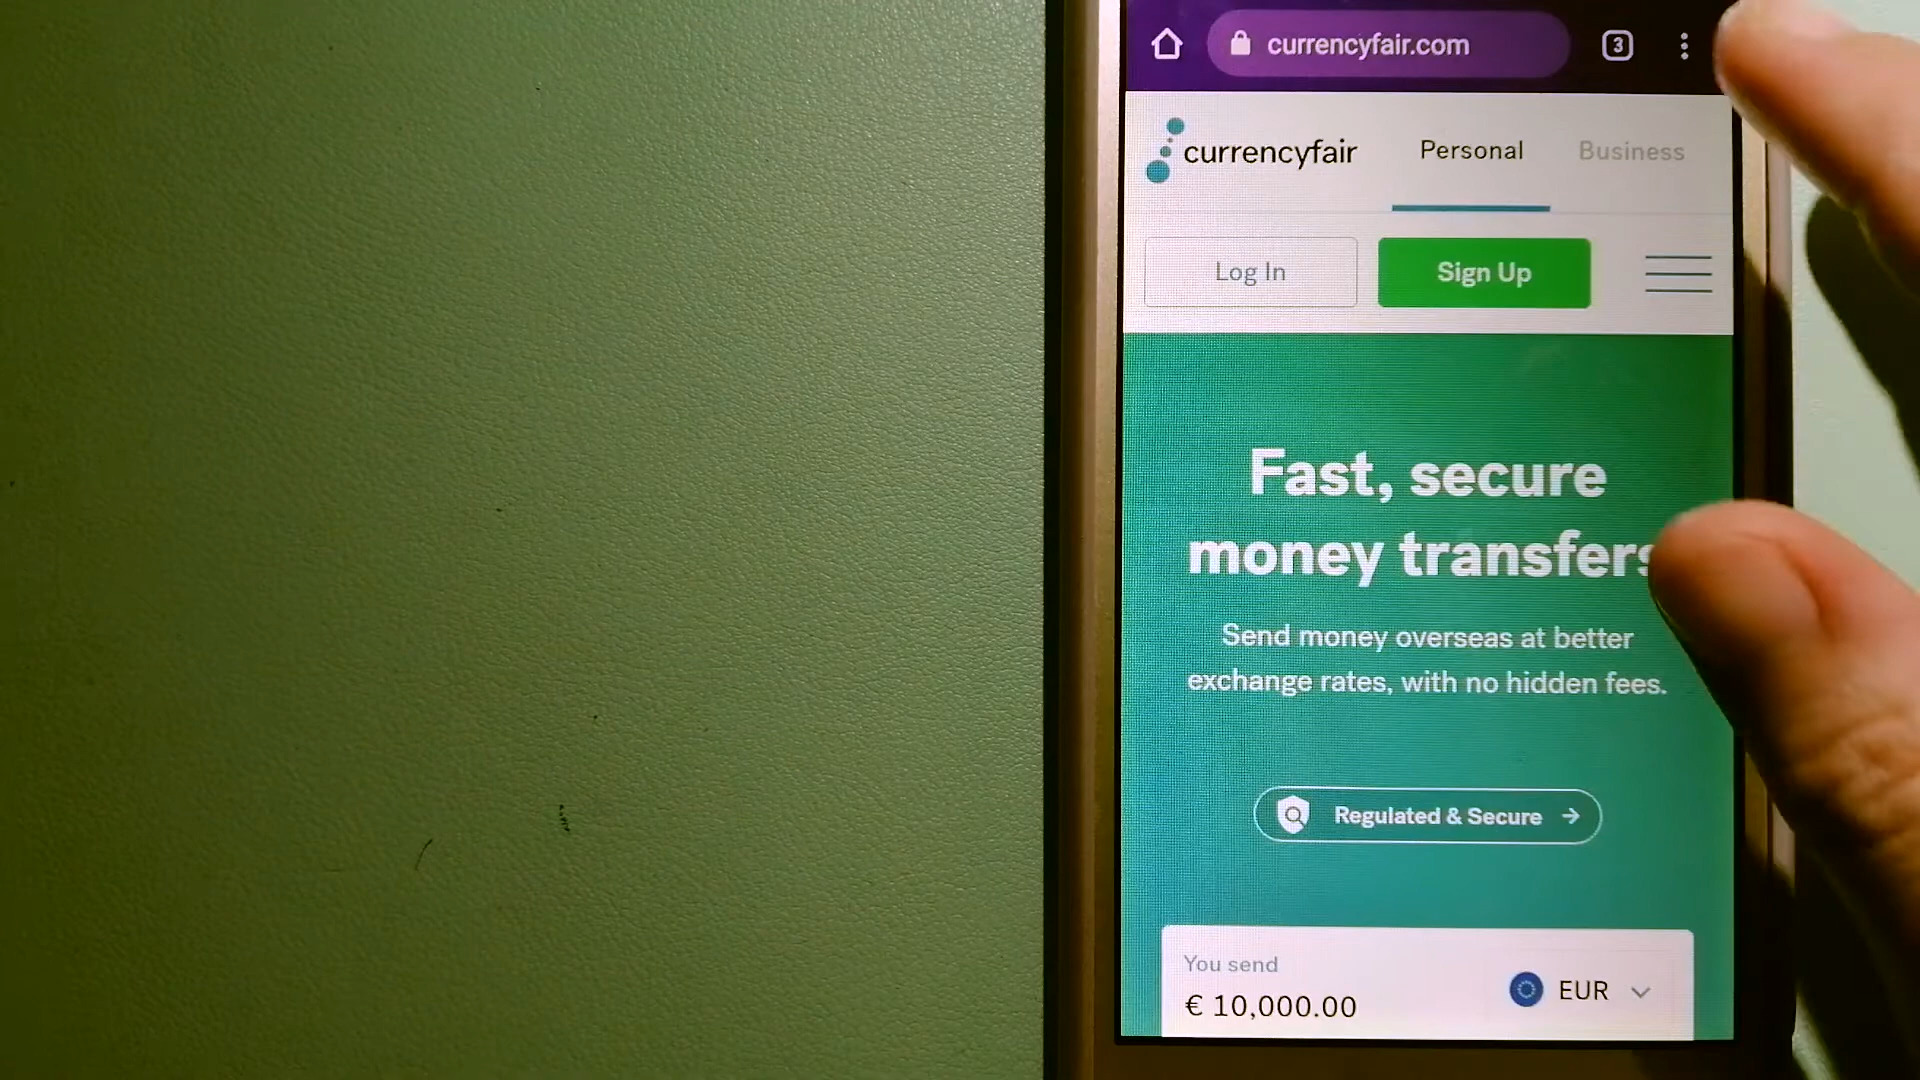 currencyfair.com
3
currencyfair
Personal
Business
Log In
Sign Up
Fast, secure
money transfers
Send money overseas at better
exchange rates, with no hidden fees.
Regulated & Secure →
You send
€ 10,000.00
EUR